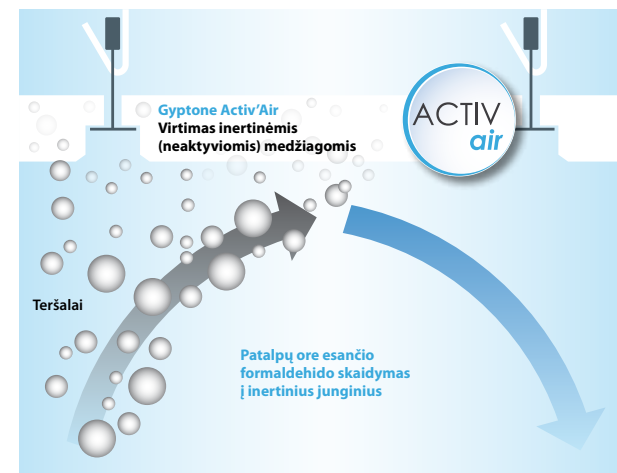 Gyptone Activ’Air
Virtimas inertinėmis
(neaktyviomis) medžiagomis
ACTIV
air
Teršalai
Patalpų ore esančio
formaldehido skaidymas
į inertinius junginius